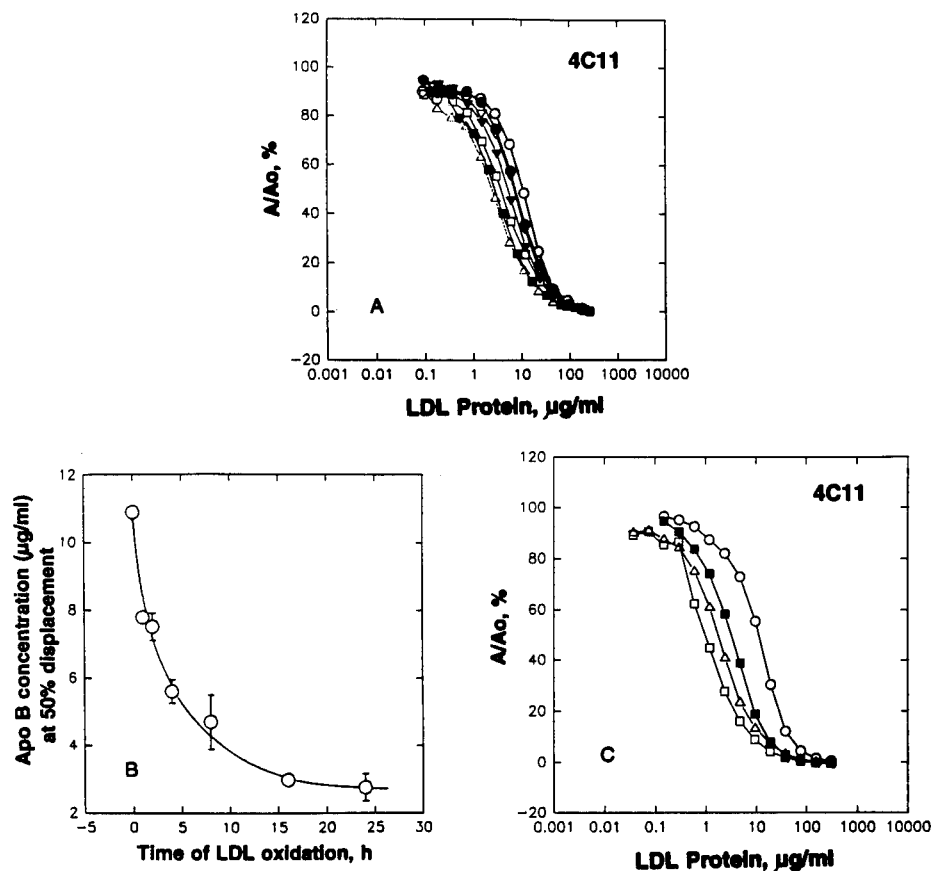 120
100
80
60
40
20
0
−20
A/Ao, %
4C11
A
0.001 0.01 0.1 1 10 100 1000 10000
LDL Protein, µg/ml
12
10
8
6
4
2
Apo B concentration (µg/ml)
at 50% displacement
B
−5 0 5 10 15 20 25 30
Time of LDL oxidation, h
120
100
80
60
40
20
0
−20
A/Ao, %
4C11
C
0.001 0.01 0.1 1 10 100 1000 10000
LDL Protein, µg/ml